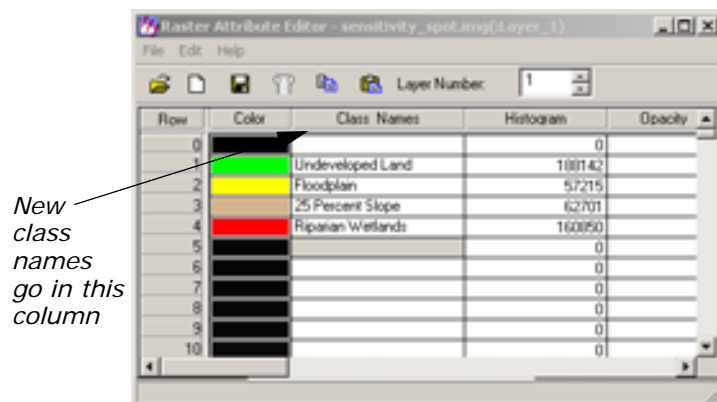 Raster Attribute Editor - sensitivity_spot.img(:Layer_1)
File Edit Help
Layer Number: 1
Row Color Class Names Histogram Opacity
0 0
1 Undeveloped Land 188142
2 Floodplain 57215
3 25 Percent Slope 62701
4 Riparian Wetlands 160850
5 0
6 0
7 0
8 0
9 0
10 0
New
class
names
go in this
column